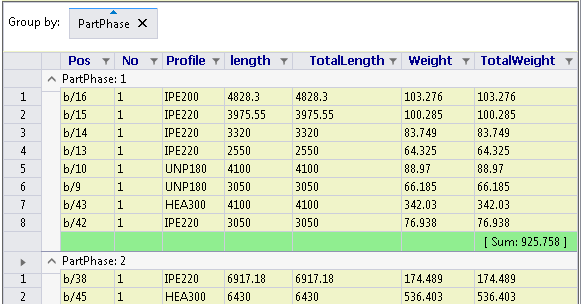 Group by: PartPhase X
Pos No Profile length TotalLength Weight TotalWeight
PartPhase: 1
1 b/16 1 IPE200 4828.3 4828.3 103.276 103.276
2 b/15 1 IPE220 3975.55 3975.55 100.285 100.285
3 b/14 1 IPE220 3320 3320 83.749 83.749
4 b/13 1 IPE220 2550 2550 64.325 64.325
5 b/10 1 UNP180 4100 4100 88.97 88.97
6 b/9 1 UNP180 3050 3050 66.185 66.185
7 b/43 1 HEA300 4100 4100 342.03 342.03
8 b/42 1 IPE220 3050 3050 76.938 76.938
[ Sum: 925.758 ]
PartPhase: 2
1 b/38 1 IPE220 6917.18 6917.18 174.489 174.489
2 b/45 1 HEA300 6430 6430 536.403 536.403